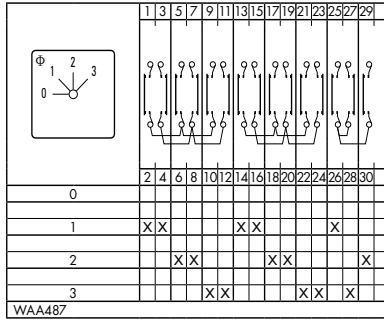 1 3 5 7 9 11 13 15 17 19 21 23 25 27 29
Φ
1 2 3
0
2 4 6 8 10 12 14 16 18 20 22 24 26 28 30
0
1 X X X X X
2 X X X X X
3 X X X X X
WAA487